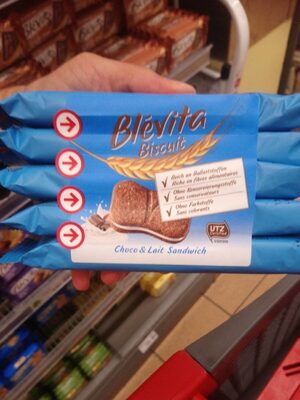 Blévita
Biscuit
✓ Reich an Ballaststoffen
Riche en fibres alimentaires
✓ Ohne Konservierungsstoffe
Sans conservateurs
✓ Ohne Farbstoffe
Sans colorants
UTZ
Choco & Lait Sandwich